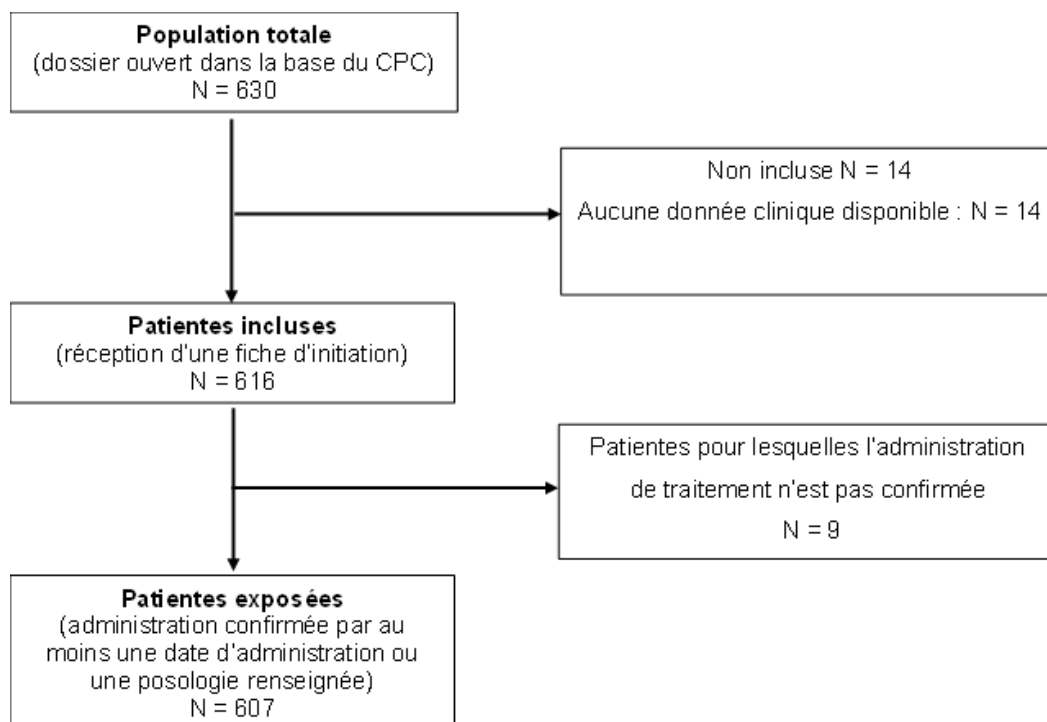 Population totale
(dossier ouvert dans la base du CPC)
N = 630
Non incluse N = 14
Aucune donnée clinique disponible : N = 14
Patientes incluses
(réception d'une fiche d'initiation)
N = 616
Patientes pour lesquelles l'administration
de traitement n'est pas confirmée
N = 9
Patientes exposées
(administration confirmée par au
moins une date d'administration ou
une posologie renseignée)
N = 607